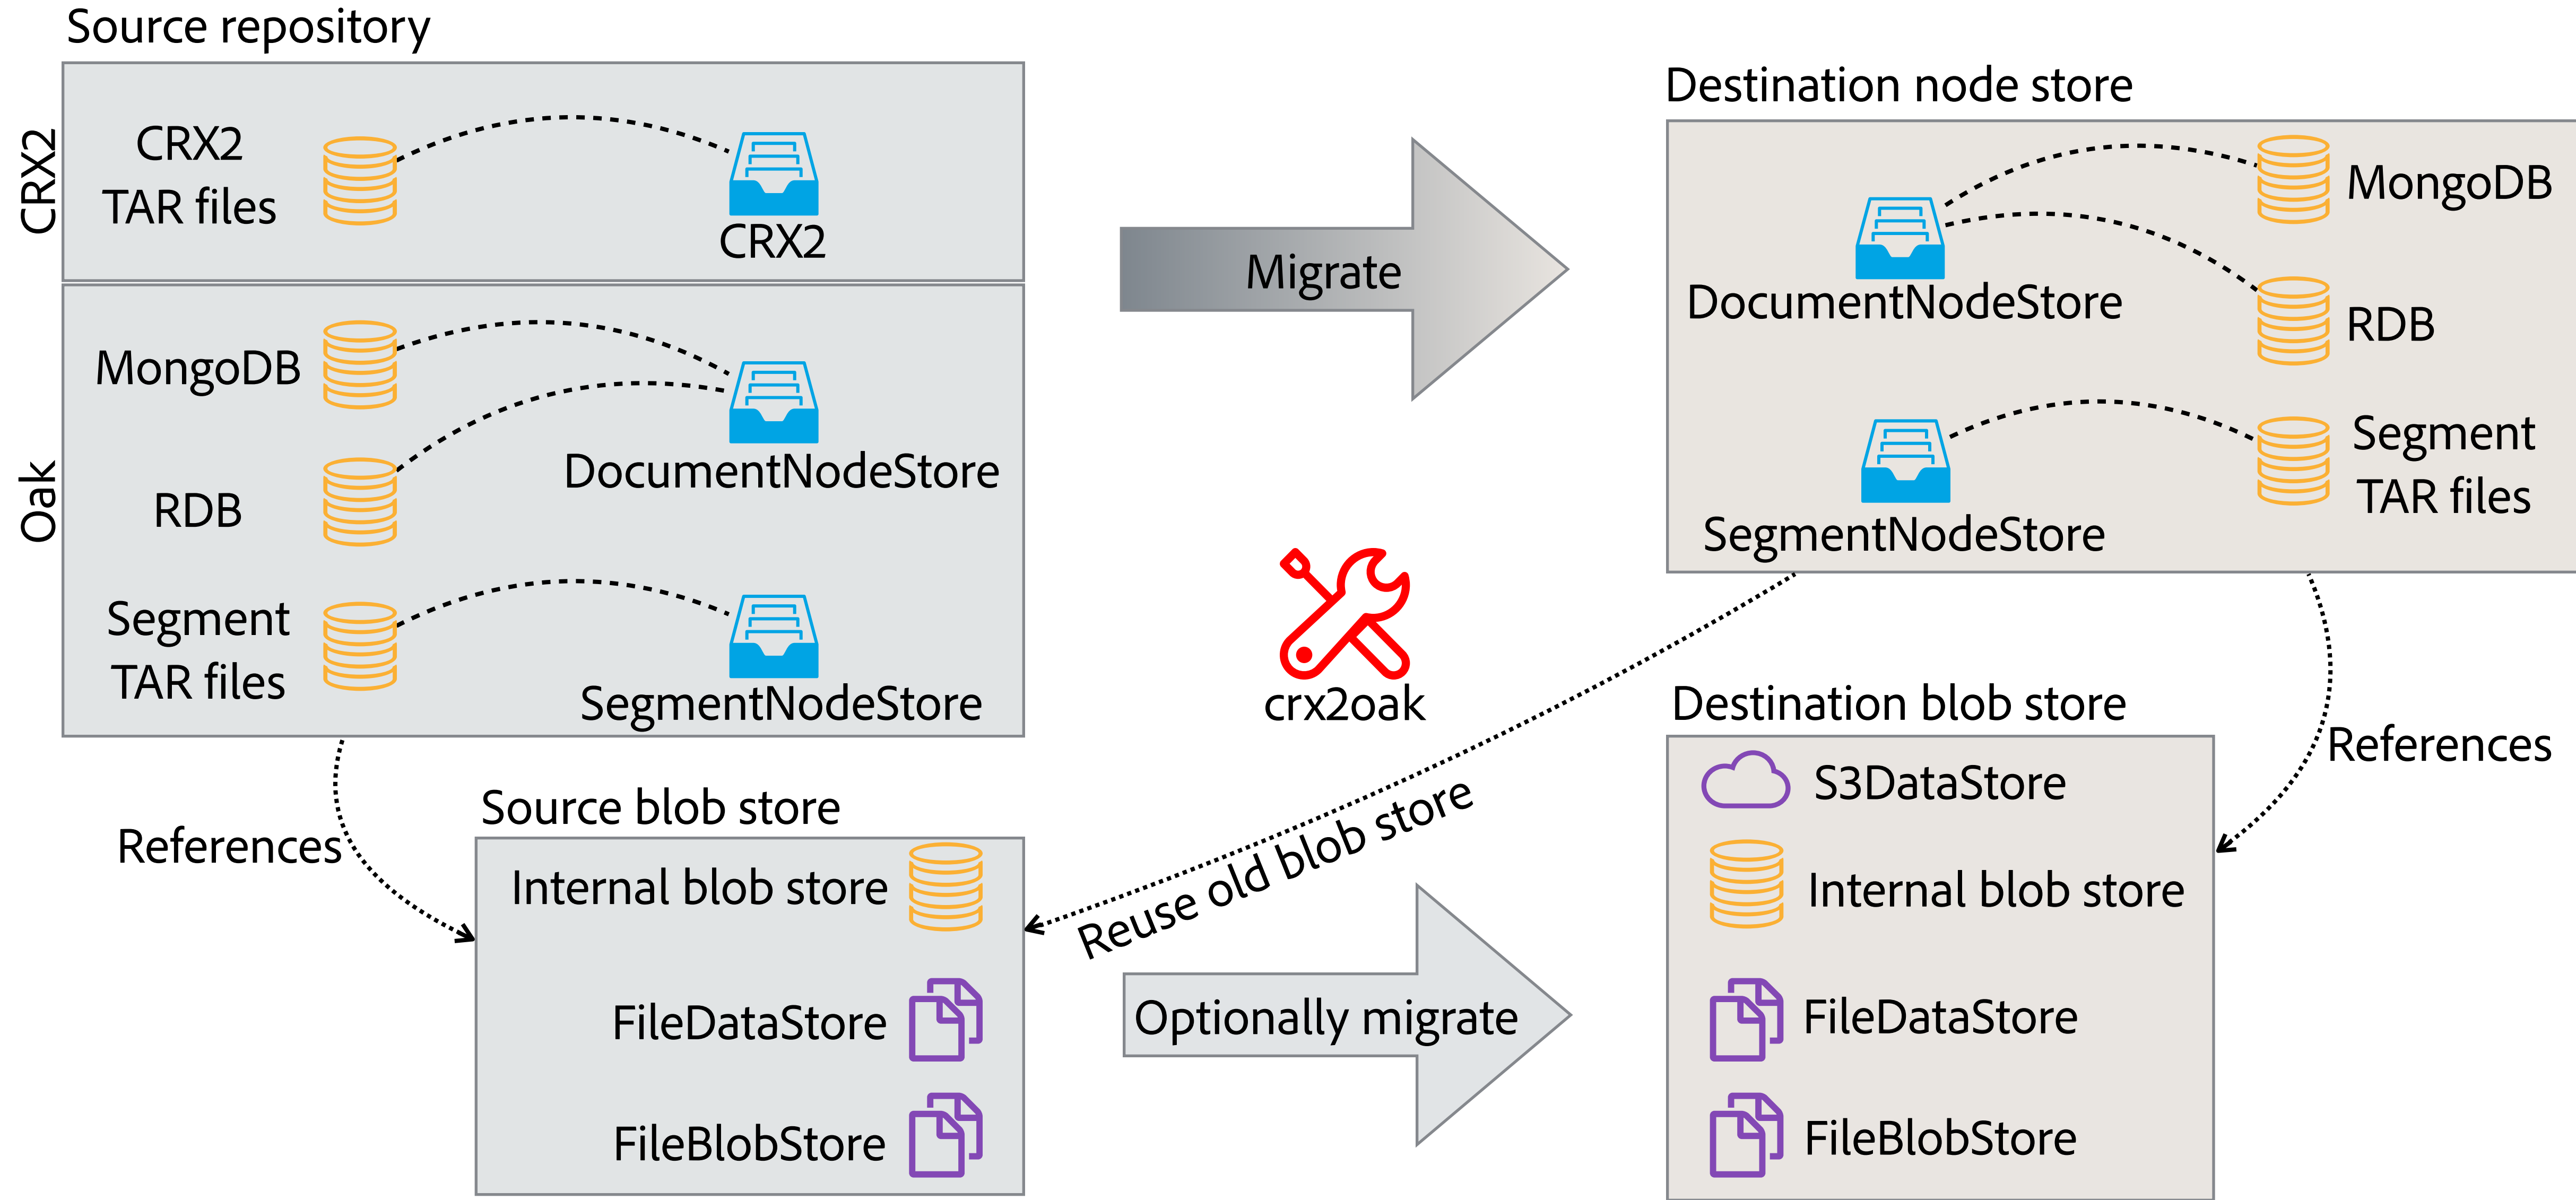 Source repository
CRX2
CRX2
TAR files
CRX2
Oak
MongoDB
DocumentNodeStore
RDB
Segment
TAR files
SegmentNodeStore
References
Source blob store
Internal blob store
FileDataStore
FileBlobStore
Migrate
crx2oak
Reuse old blob store
Optionally migrate
Destination node store
MongoDB
DocumentNodeStore
RDB
Segment
TAR files
SegmentNodeStore
References
Destination blob store
S3DataStore
Internal blob store
FileDataStore
FileBlobStore